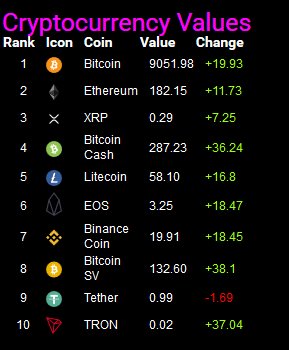 Cryptocurrency Values
Rank Icon Coin Value Change
1 Bitcoin 9051.98 +19.93
2 Ethereum 182.15 +11.73
3 XRP 0.29 +7.25
4 Bitcoin Cash 287.23 +36.24
5 Litecoin 58.10 +16.8
6 EOS 3.25 +18.47
7 Binance Coin 19.91 +18.45
8 Bitcoin SV 132.60 +38.1
9 Tether 0.99 -1.69
10 TRON 0.02 +37.04